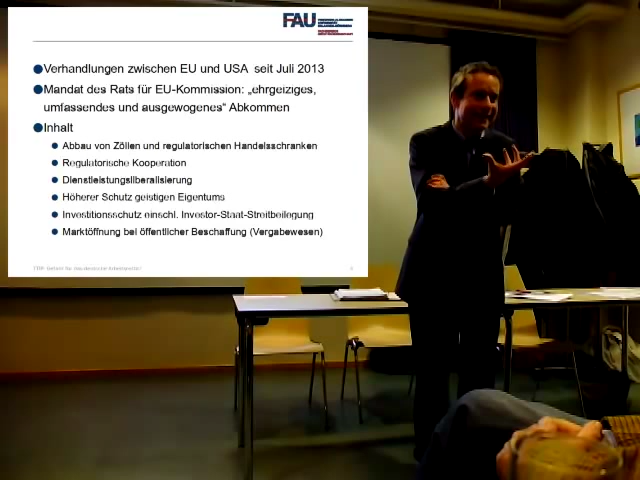 FAU
Verhandlungen zwischen EU und USA seit Juli 2013
Mandat des Rats für EU-Kommission: „ehrgeiziges,
umfassendes und ausgewogenes“ Abkommen
Inhalt
Abbau von Zöllen und regulatorischen Handelsschranken
Regulatorische Kooperation
Dienstleistungsliberalisierung
Höherer Schutz geistigen Eigentums
Investitionsschutz einschl. Investor-Staat-Streitbeilegung
Marktöffnung bei öffentlicher Beschaffung (Vergabewesen)